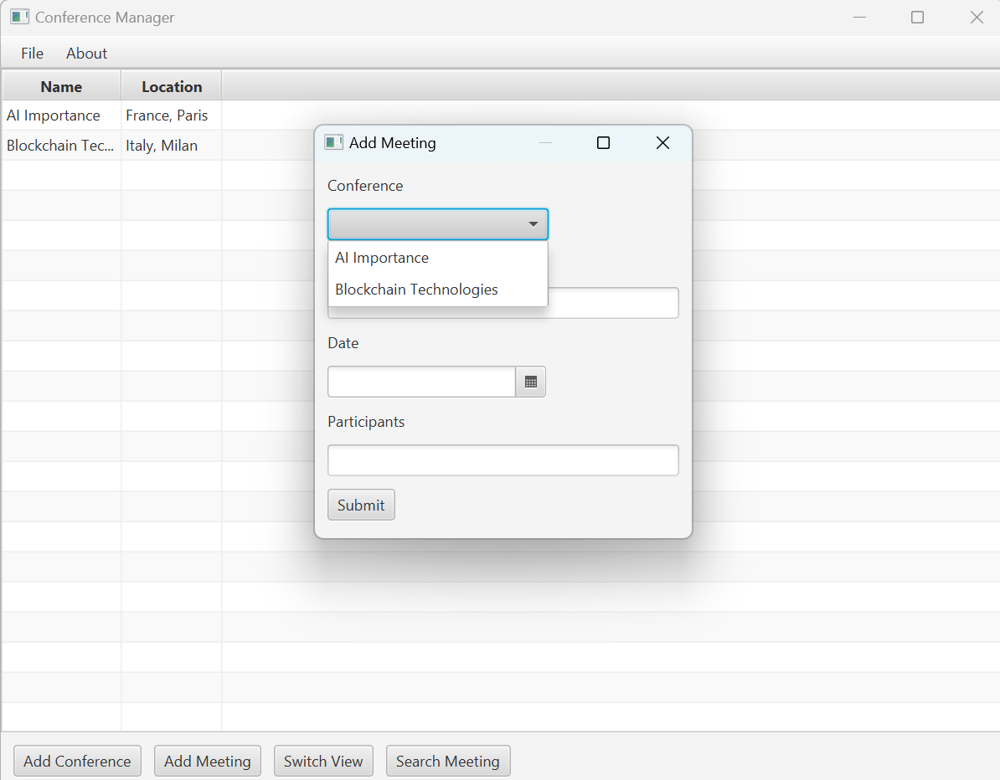 Conference Manager
File About
Name Location
AI Importance France, Paris
Blockchain Tec... Italy, Milan
Add Meeting
Conference
AI Importance
Blockchain Technologies
Date
Participants
Submit
Add Conference Add Meeting Switch View Search Meeting